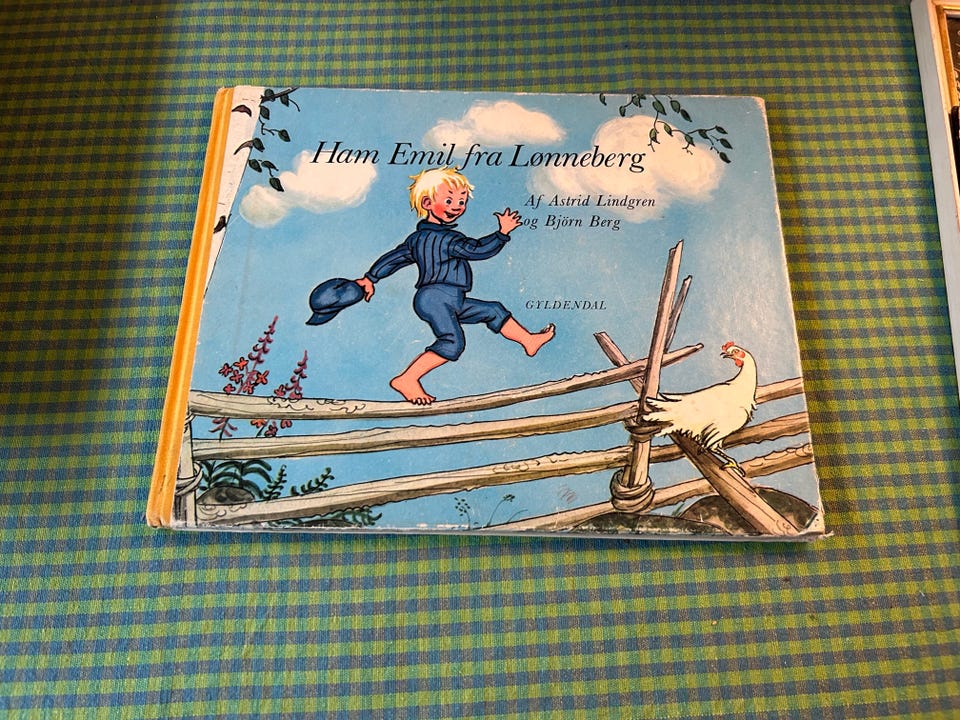 Ham Emil fra Lønneberg
Af Astrid Lindgren
og Björn Berg
GYLDENDAL